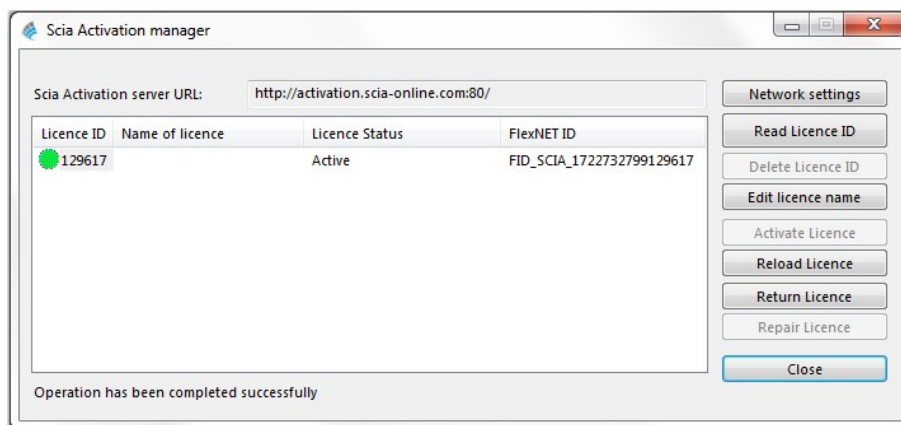 Scia Activation manager
Scia Activation server URL: http://activation.scia-online.com:80/
Network settings
Licence ID Name of licence Licence Status FlexNET ID
Read Licence ID
129617 Active FID_SCIA_1722732799129617
Delete Licence ID
Edit licence name
Activate Licence
Reload Licence
Return Licence
Repair Licence
Close
Operation has been completed successfully